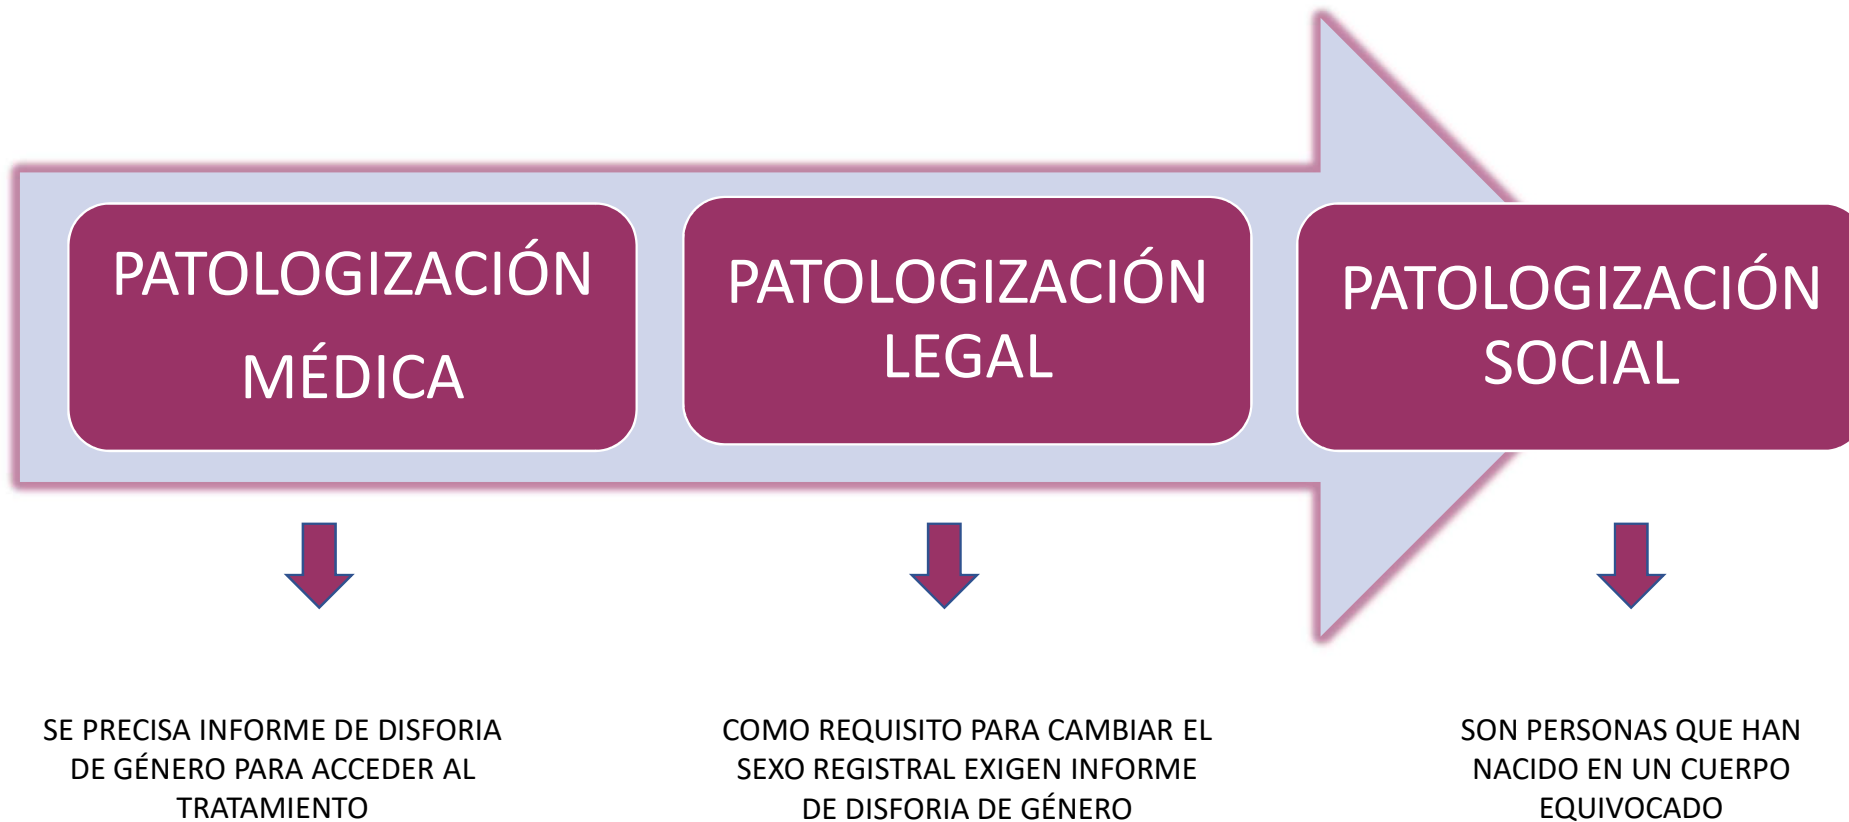 PATOLOGIZACIÓN
MÉDICA
PATOLOGIZACIÓN
LEGAL
PATOLOGIZACIÓN
SOCIAL
SE PRECISA INFORME DE DISFORIA
DE GÉNERO PARA ACCEDER AL
TRATAMIENTO
COMO REQUISITO PARA CAMBIAR EL
SEXO REGISTRAL EXIGEN INFORME
DE DISFORIA DE GÉNERO
SON PERSONAS QUE HAN
NACIDO EN UN CUERPO
EQUIVOCADO